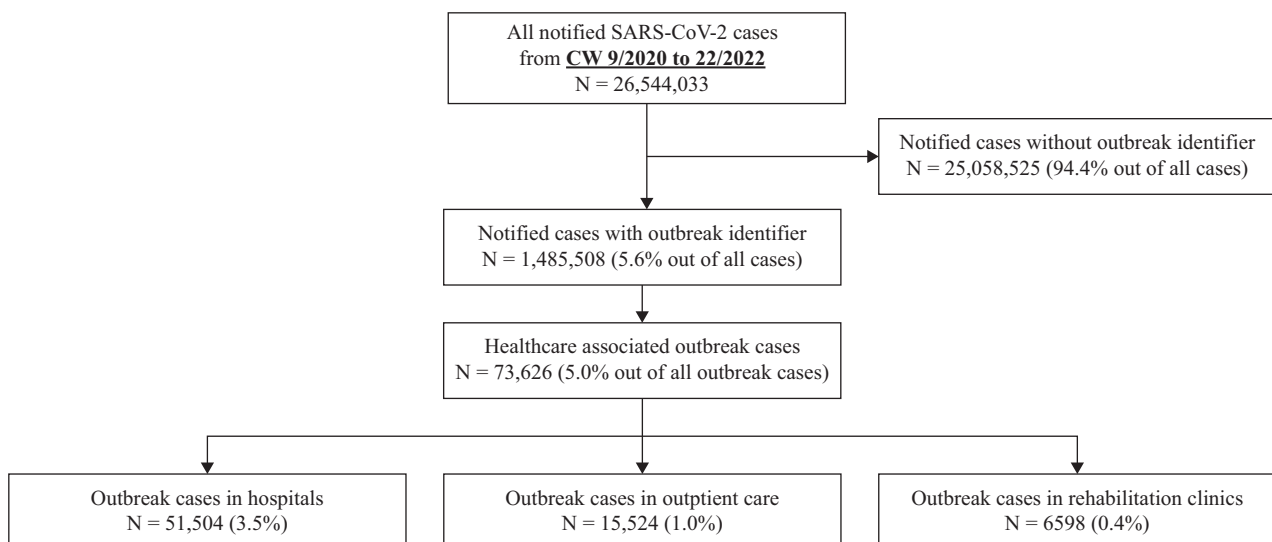 All notified SARS-CoV-2 cases
from CW 9/2020 to 22/2022
N = 26,544,033
Notified cases without outbreak identifier
N = 25,058,525 (94.4% out of all cases)
Notified cases with outbreak identifier
N = 1,485,508 (5.6% out of all cases)
Healthcare associated outbreak cases
N = 73,626 (5.0% out of all outbreak cases)
Outbreak cases in hospitals
N = 51,504 (3.5%)
Outbreak cases in outptient care
N = 15,524 (1.0%)
Outbreak cases in rehabilitation clinics
N = 6598 (0.4%)